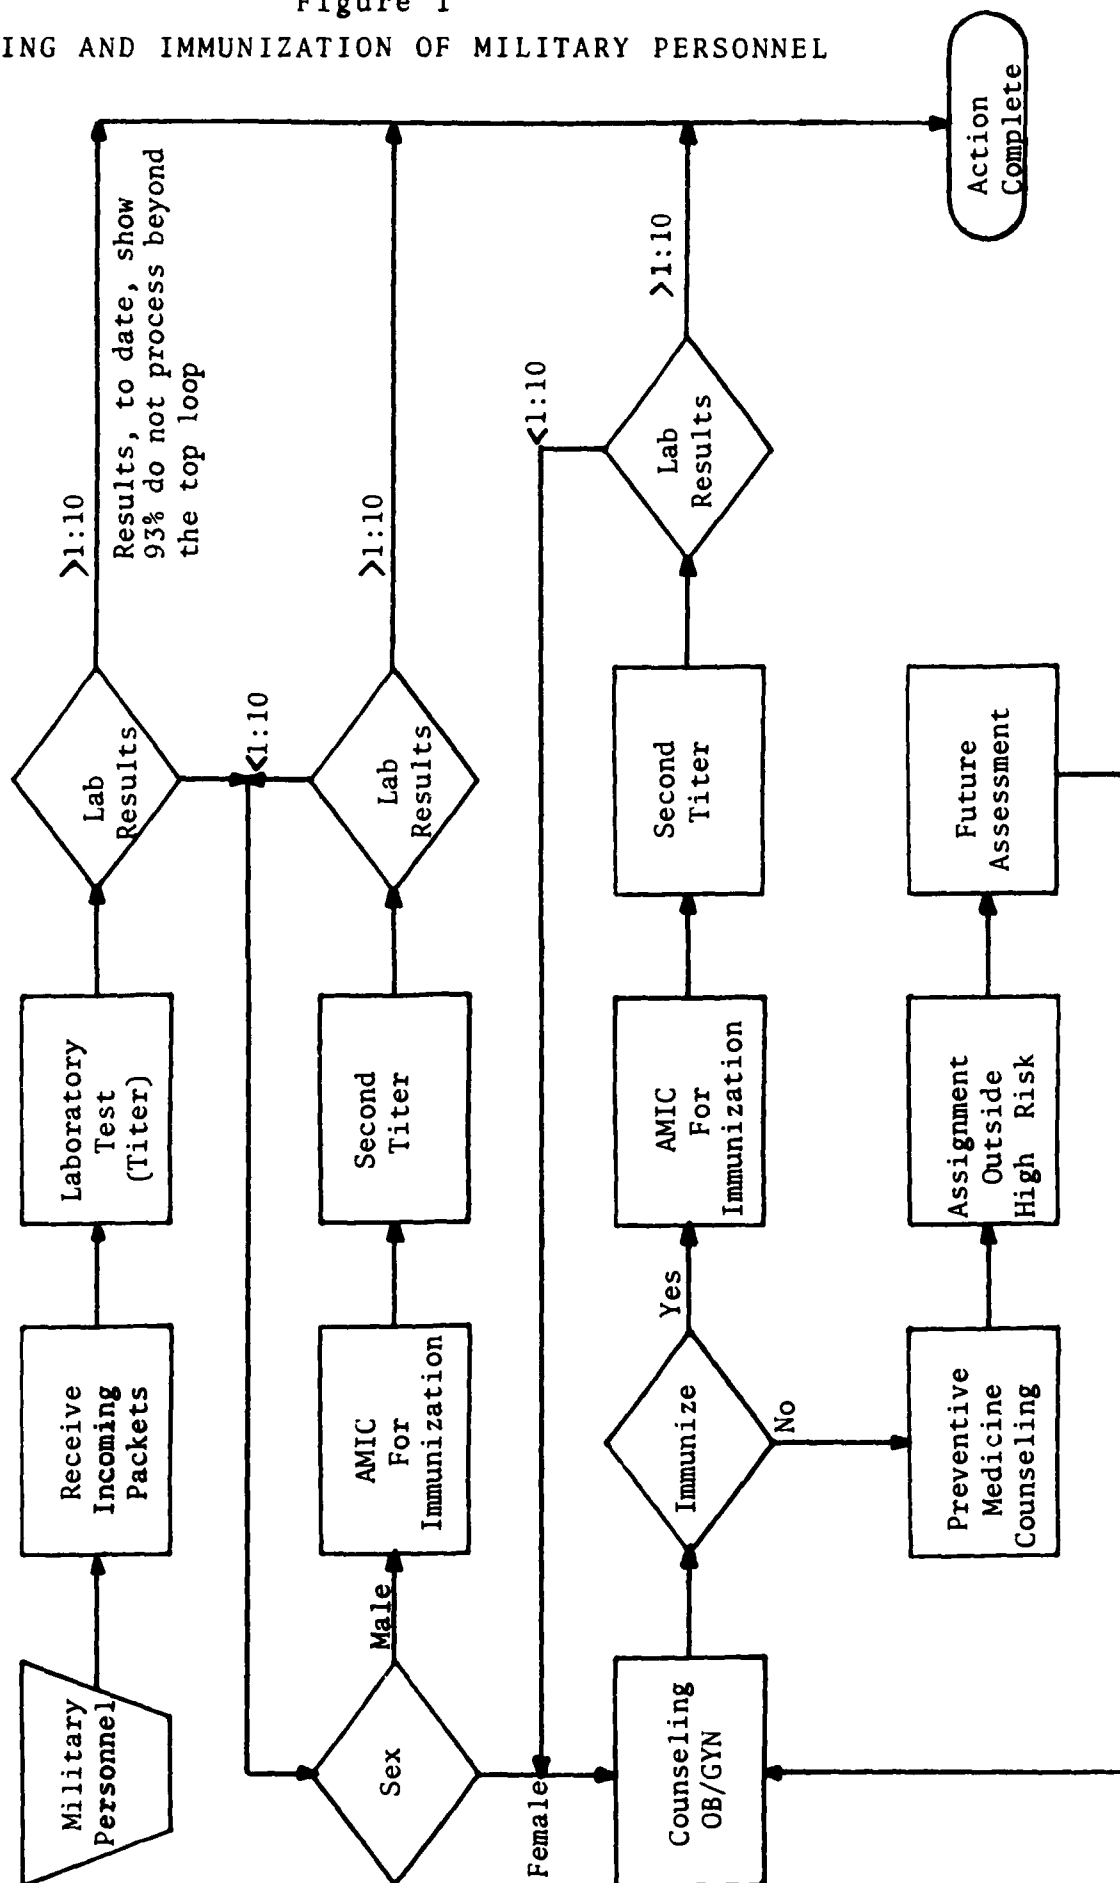 Figure 1
ING AND IMMUNIZATION OF MILITARY PERSONNEL
Military
Personnel
Receive
Incoming
Packets
Laboratory
Test
(Titer)
Lab
Results
>1:10
Results, to date, show
93% do not process beyond
the top loop
<1:10
Sex
Male
AMIC
For
Immunization
Second
Titer
Lab
Results
>1:10
Female
<1:10
Counseling
OB/GYN
Immunize
Yes
AMIC
For
Immunization
Second
Titer
Lab
Results
>1:10
No
Preventive
Medicine
Counseling
Assignment
Outside
High Risk
Future
Assessment
Action
Complete